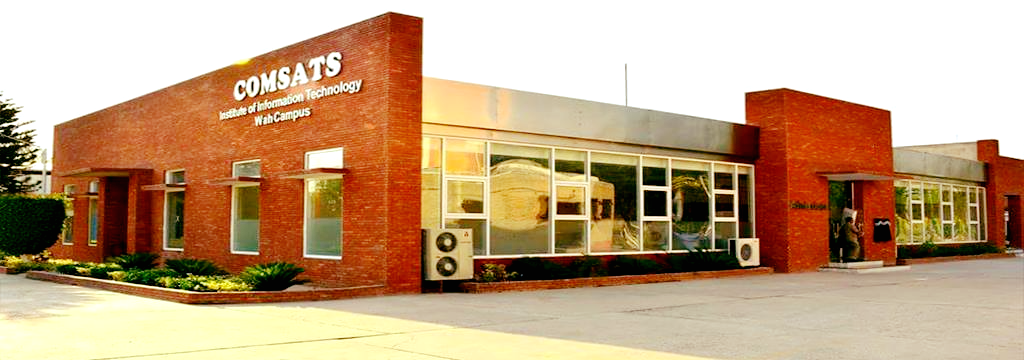 COMSATS
Institute of Information Technology
Wah Campus